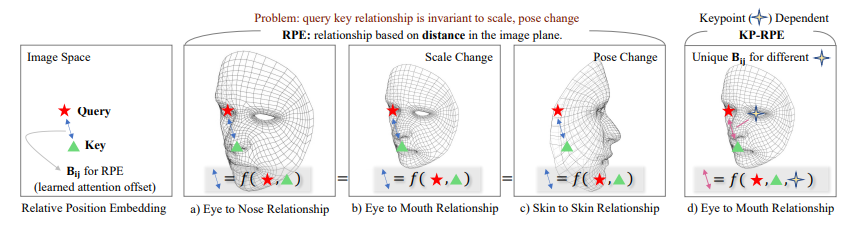 Problem: query key relationship is invariant to scale, pose change
RPE: relationship based on distance in the image plane.
Keypoint ( ) Dependent
KP-RPE
Image Space
Query
Key
Bij for RPE
(learned attention offset)
Relative Position Embedding
= f( , )
a) Eye to Nose Relationship
=
Scale Change
= f( , )
b) Eye to Mouth Relationship
=
Pose Change
= f( , )
c) Skin to Skin Relationship
=
Unique Bij for different
= f( , , )
d) Eye to Mouth Relationship